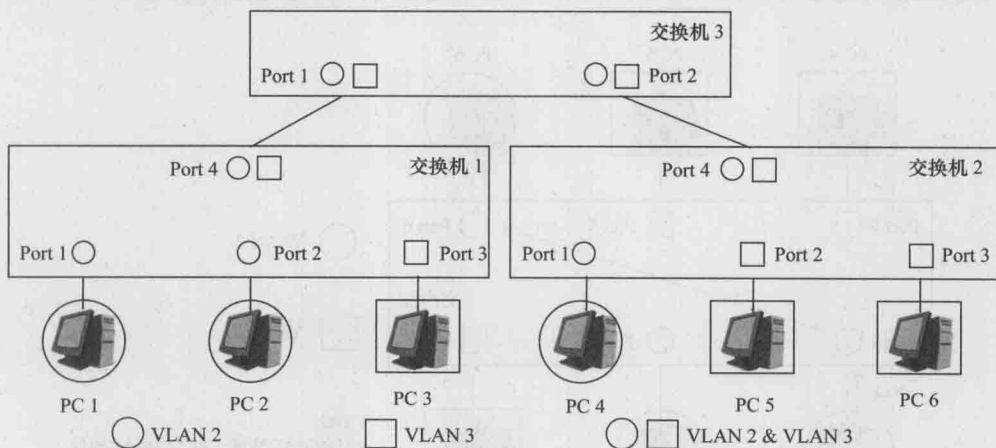 交换机 3
Port 1
Port 2
交换机 1
Port 4
Port 1
Port 2
Port 3
交换机 2
Port 4
Port 1
Port 2
Port 3
PC 1
PC 2
PC 3
PC 4
PC 5
PC 6
VLAN 2
VLAN 3
VLAN 2 & VLAN 3